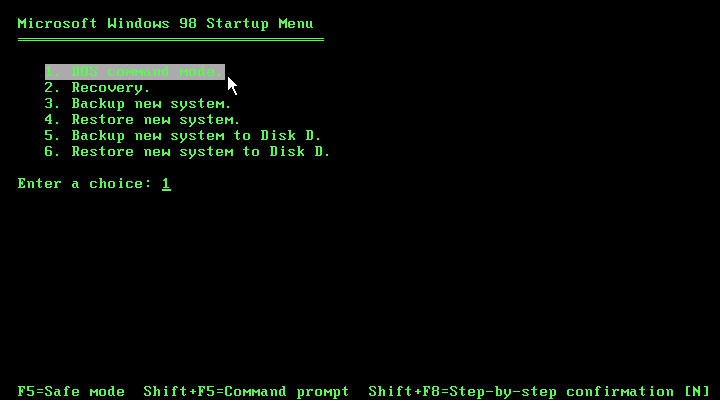 Microsoft Windows 98 Startup Menu
1. DOS command mode.
2. Recovery.
3. Backup new system.
4. Restore new system.
5. Backup new system to Disk D.
6. Restore new system to Disk D.
Enter a choice: 1
F5=Safe mode Shift+F5=Command prompt Shift+F8=Step-by-step confirmation [N]